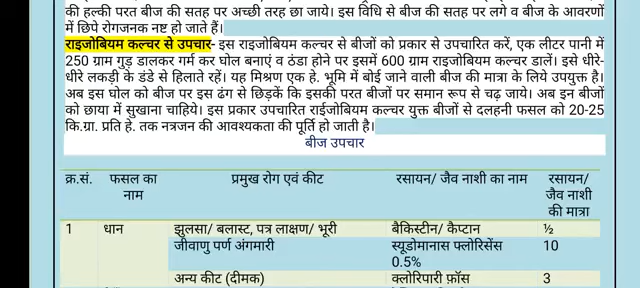 की हल्की परत बीज की सतह पर अच्छी तरह छा जाये। इस विधि से बीज की सतह पर लगे व बीज के आवरणों
में छिपे रोगजनक नष्ट हो जाते हैं।
राइजोबियम कल्चर से उपचार- इस राइजोबियम कल्चर से बीजों को प्रकार से उपचारित करें, एक लीटर पानी में
250 ग्राम गुड़ डालकर गर्म कर घोल बनाएं व ठंडा होने पर इसमें 600 ग्राम राइजोबियम कल्चर डालें। इसे धीरे-
धीरे लकड़ी के डंडे से हिलाते रहें। यह मिश्रण एक हे. भूमि में बोई जाने वाली बीज की मात्रा के लिये उपयुक्त है।
अब इस घोल को बीज पर इस ढंग से छिड़कें कि इसकी परत बीजों पर समान रूप से चढ़ जाये। अब इन बीजों
को छाया में सुखाना चाहिये। इस प्रकार उपचारित राईजोबियम कल्चर युक्त बीजों से दलहनी फसल को 20-25
कि.ग्रा. प्रति हे. तक नत्रजन की आवश्यकता की पूर्ति हो जाती है।
बीज उपचार
क्र.सं. फसल का प्रमुख रोग एवं कीट रसायन/ जैव नाशी का नाम रसायन/
नाम जैव नाशी
की मात्रा
1 धान झुलसा/ ब्लास्ट, पत्र लाक्षण/ भूरी बैकिस्टीन/ कैप्टान ½
जीवाणु पर्ण अंगमारी स्यूडोमानास फ्लोरिसेंस 10
0.5%
अन्य कीट (दीमक) क्लोरिपारी फ़ॉस 3